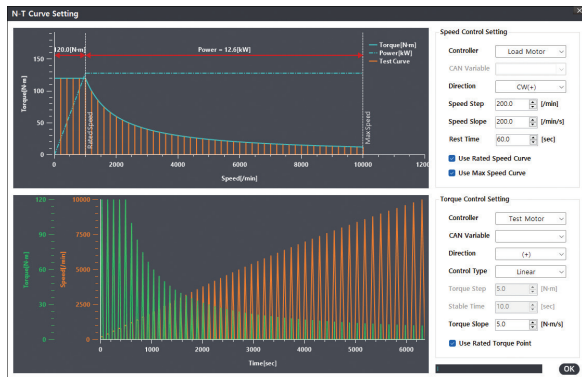 N-T Curve Setting
120.0[N·m]
Power = 12.6[kW]
Torque[N·m]
Power[kW]
Test Curve
Torque[N·m]
150
100
50
0
Rated Speed
Max Speed
0 2000 4000 6000 8000 10000 1200
Speed[/min]
Torque[N·m]
120
90
60
30
0
Speed[/min]
10000
7500
5000
2500
0
0 1000 2000 3000 4000 5000 6000
Time[sec]
Speed Control Setting
Controller Load Motor
CAN Variable
Direction CW(+)
Speed Step 200.0 [/min]
Speed Slope 200.0 [/min/s]
Rest Time 60.0 [sec]
Use Rated Speed Curve
Use Max Speed Curve
Torque Control Setting
Controller Test Motor
CAN Variable
Direction (+)
Control Type Linear
Torque Step 5.0 [N·m]
Stable Time 10.0 [sec]
Torque Slope 5.0 [N·m/s]
Use Rated Torque Point
OK